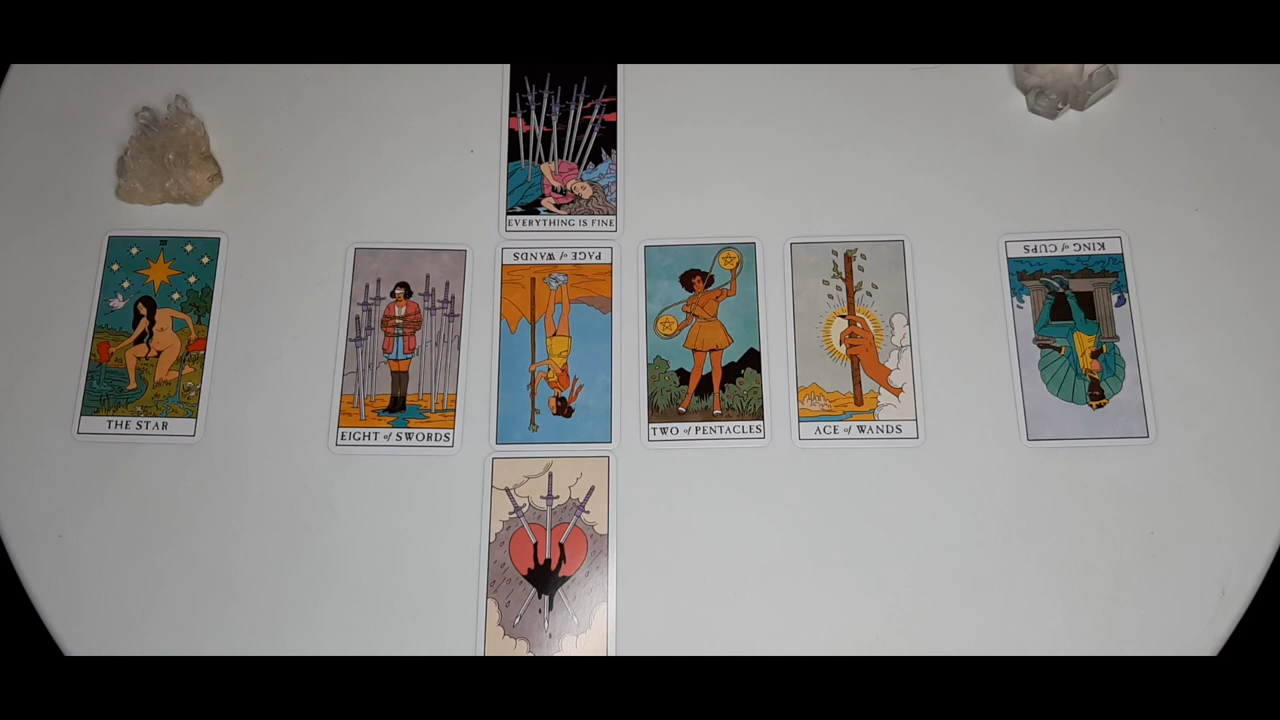 EVERYTHING IS FINE
III
THE STAR
EIGHT of SWORDS
PAGE of WANDS
TWO of PENTACLES
ACE of WANDS
KING of CUPS